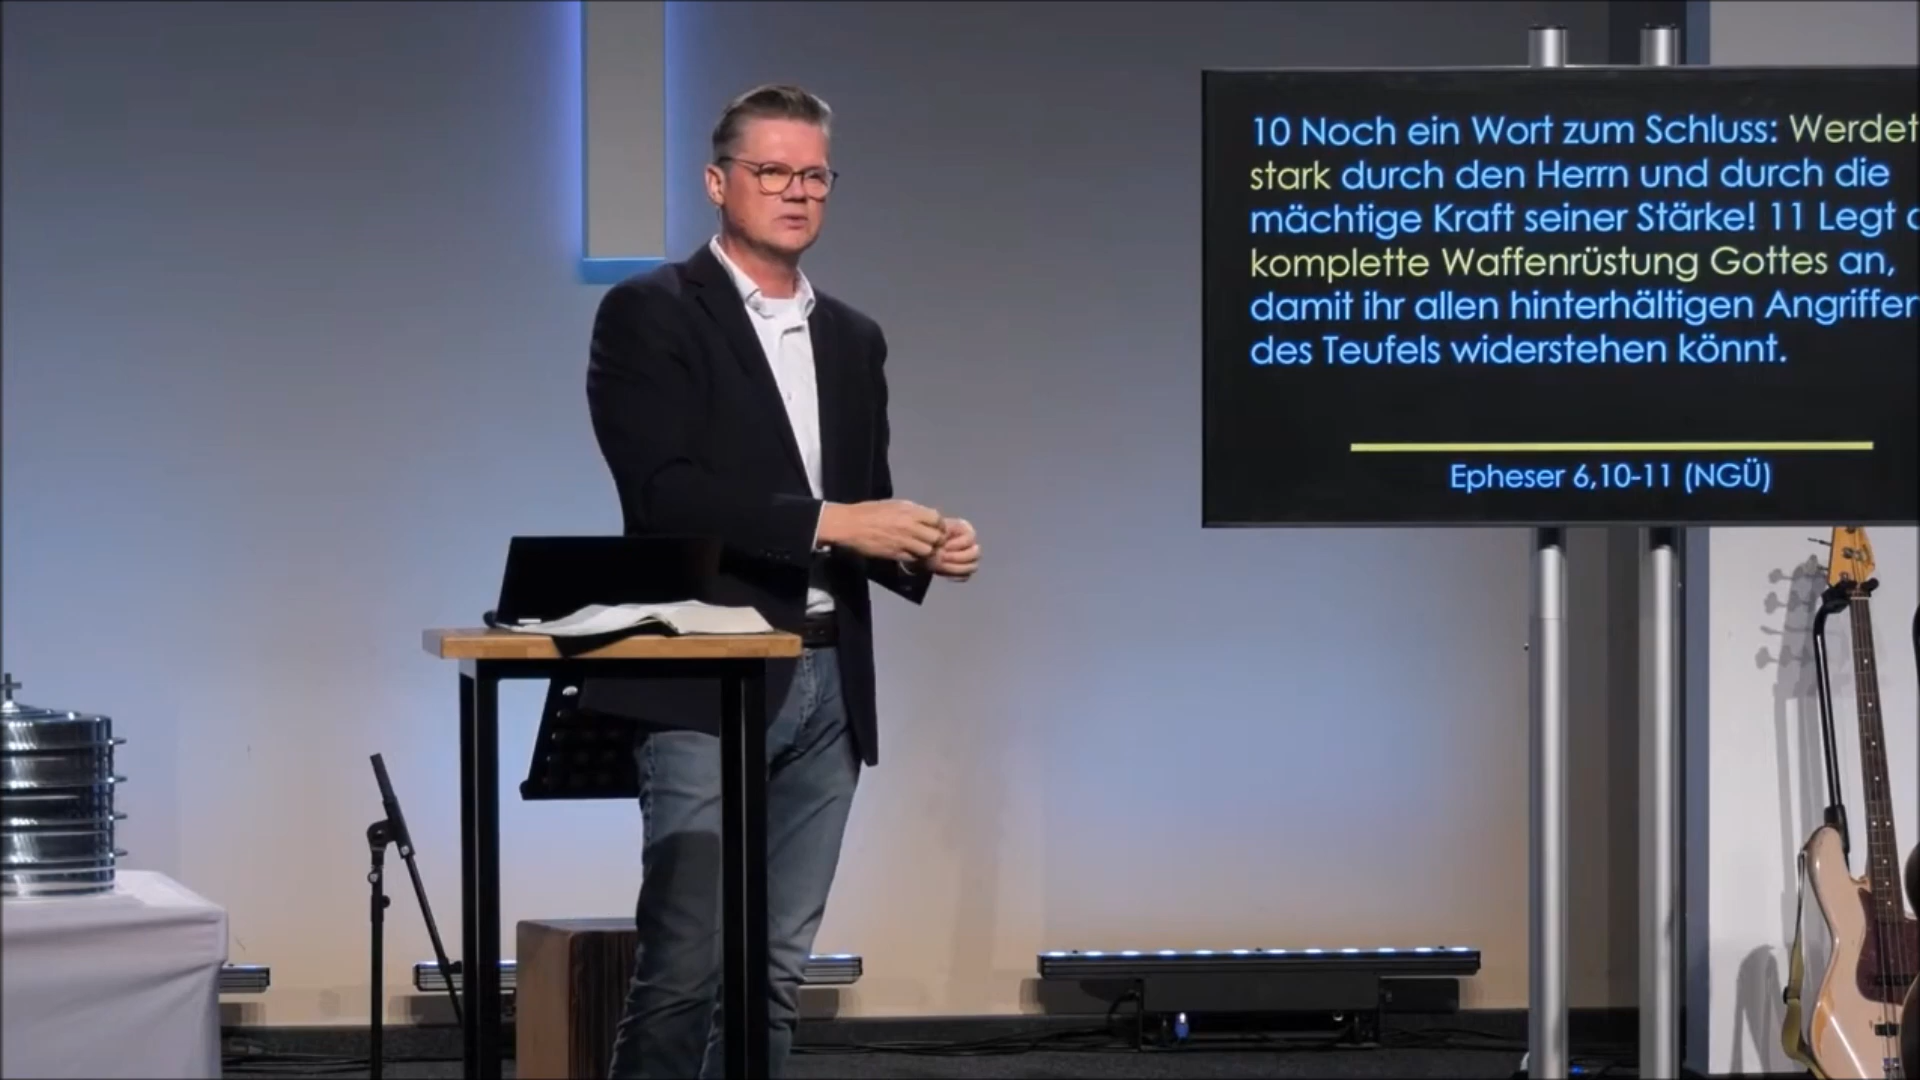 10 Noch ein Wort zum Schluss: Werdet
stark durch den Herrn und durch die
mächtige Kraft seiner Stärke! 11 Legt
komplette Waffenrüstung Gottes an,
damit ihr allen hinterhältigen Angriffen
des Teufels widerstehen könnt.
Epheser 6,10-11 (NGÜ)